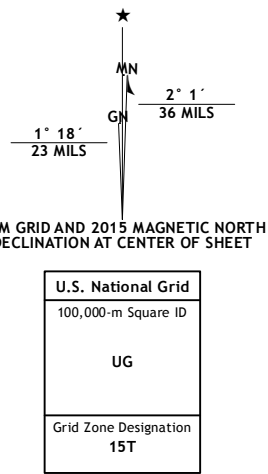 MN
GN
2° 1´
36 MILS
1° 18´
23 MILS
M GRID AND 2015 MAGNETIC NORTH
DECLINATION AT CENTER OF SHEET
U.S. National Grid
100,000-m Square ID
UG
Grid Zone Designation
15T